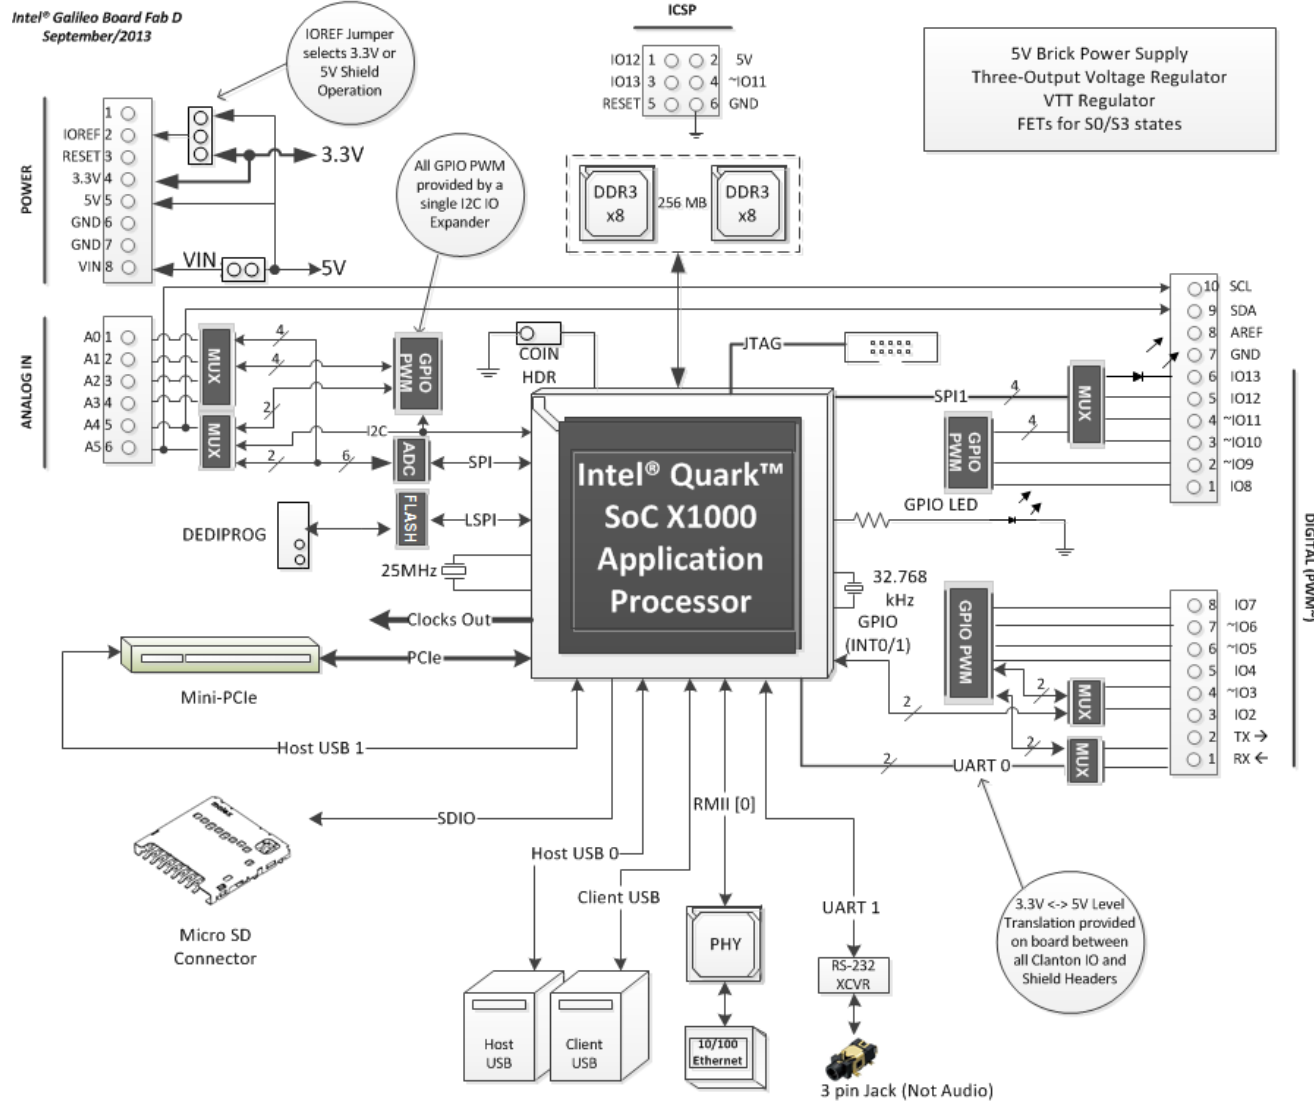 Intel® Galileo Board Fab D
September/2013
IOREF Jumper
selects 3.3V or
5V Shield
Operation
ICSP
IO12 1 2 5V
IO13 3 4 ~IO11
RESET 5 6 GND
5V Brick Power Supply
Three-Output Voltage Regulator
VTT Regulator
FETs for S0/S3 states
POWER
1
IOREF 2
RESET 3
3.3V 4
5V 5
GND 6
GND 7
VIN 8
3.3V
VIN
5V
All GPIO PWM
provided by a
single I2C IO
Expander
DDR3
x8
256 MB
DDR3
x8
ANALOG IN
A0 1
A1 2
A2 3
A3 4
A4 5
A5 6
MUX
MUX
4
4
2
2
6
GPIO
PWM
I2C
ADC
SPI
FLASH
LSPI
DEDIPROG
25MHz
COIN
HDR
JTAG
Intel® Quark™
SoC X1000
Application
Processor
SPI1
4
MUX
GPIO
PWM
4
10 SCL
9 SDA
8 AREF
7 GND
6 IO13
5 IO12
4 ~IO11
3 ~IO10
2 ~IO9
1 IO8
GPIO LED
DIGITAL (PWM~)
32.768
kHz
GPIO
(INT0/1)
GPIO PWM
8 IO7
7 ~IO6
6 ~IO5
5 IO4
4 ~IO3
3 IO2
2 TX →
1 RX ←
2
MUX
2
2
MUX
2
UART 0
Clocks Out
PCIe
Mini-PCIe
Host USB 1
SDIO
Micro SD
Connector
Host USB 0
Client USB
RMII [0]
UART 1
Host
USB
Client
USB
PHY
10/100
Ethernet
RS-232
XCVR
3 pin Jack (Not Audio)
3.3V <-> 5V Level
Translation provided
on board between
all Clanton IO and
Shield Headers